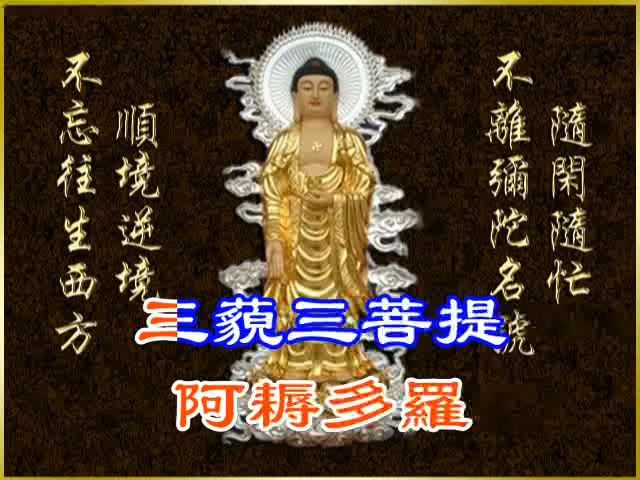 隨閑隨忙
不離彌陀名號
順境逆境
不忘往生西方
三藐三菩提
阿耨多羅